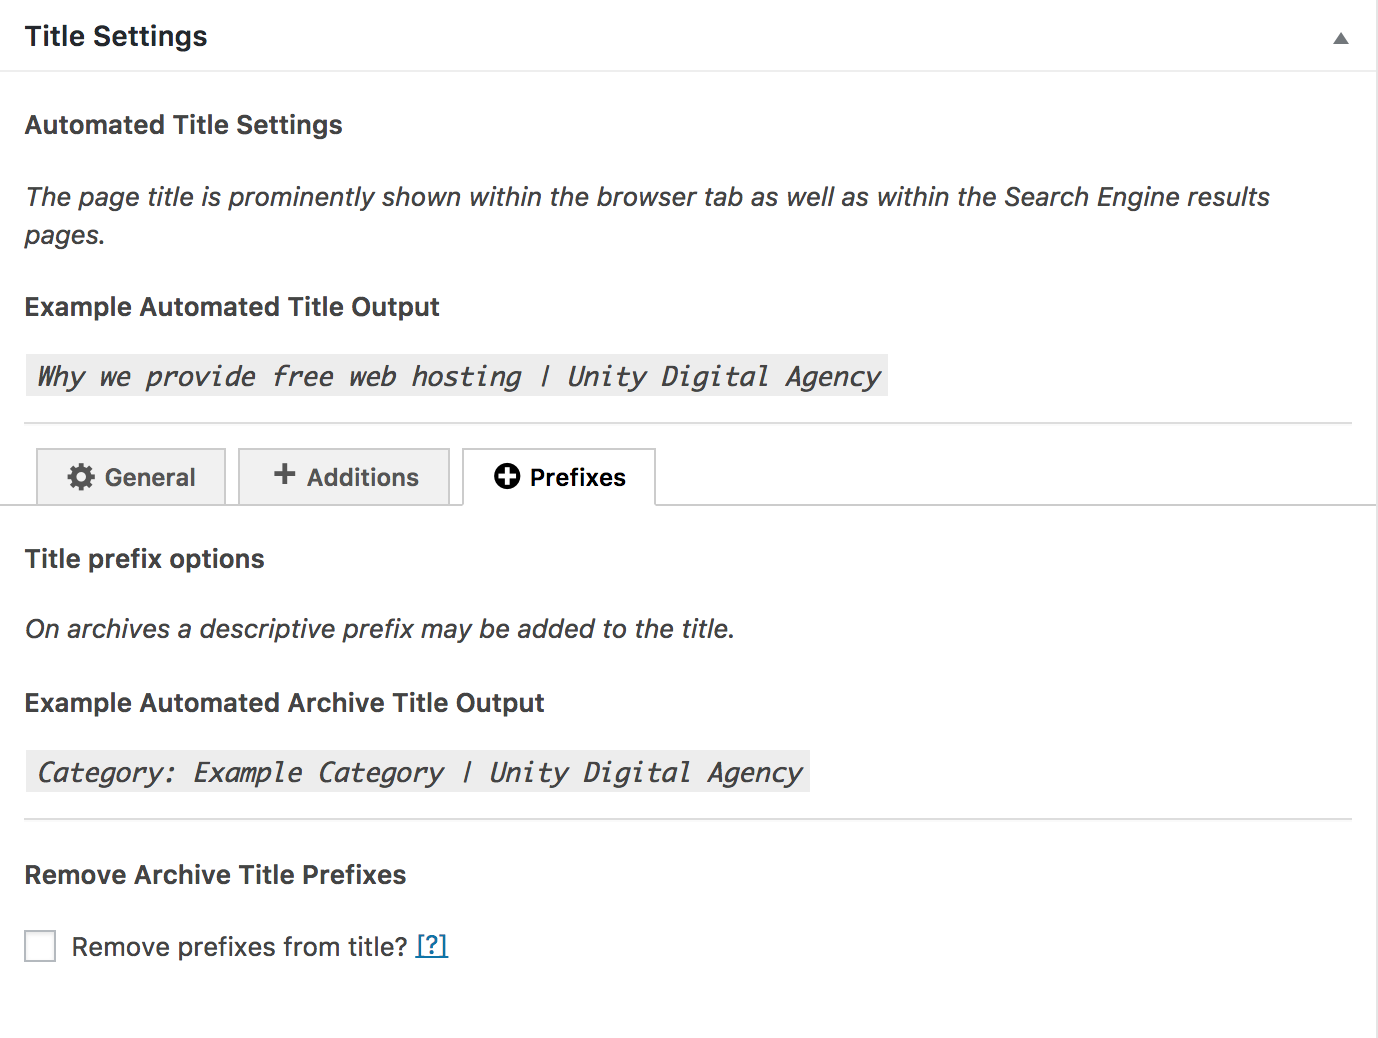 Title Settings
Automated Title Settings
The page title is prominently shown within the browser tab as well as within the Search Engine results
pages.
Example Automated Title Output
Why we provide free web hosting | Unity Digital Agency
General
Additions
Prefixes
Title prefix options
On archives a descriptive prefix may be added to the title.
Example Automated Archive Title Output
Category: Example Category | Unity Digital Agency
Remove Archive Title Prefixes
Remove prefixes from title? [?]